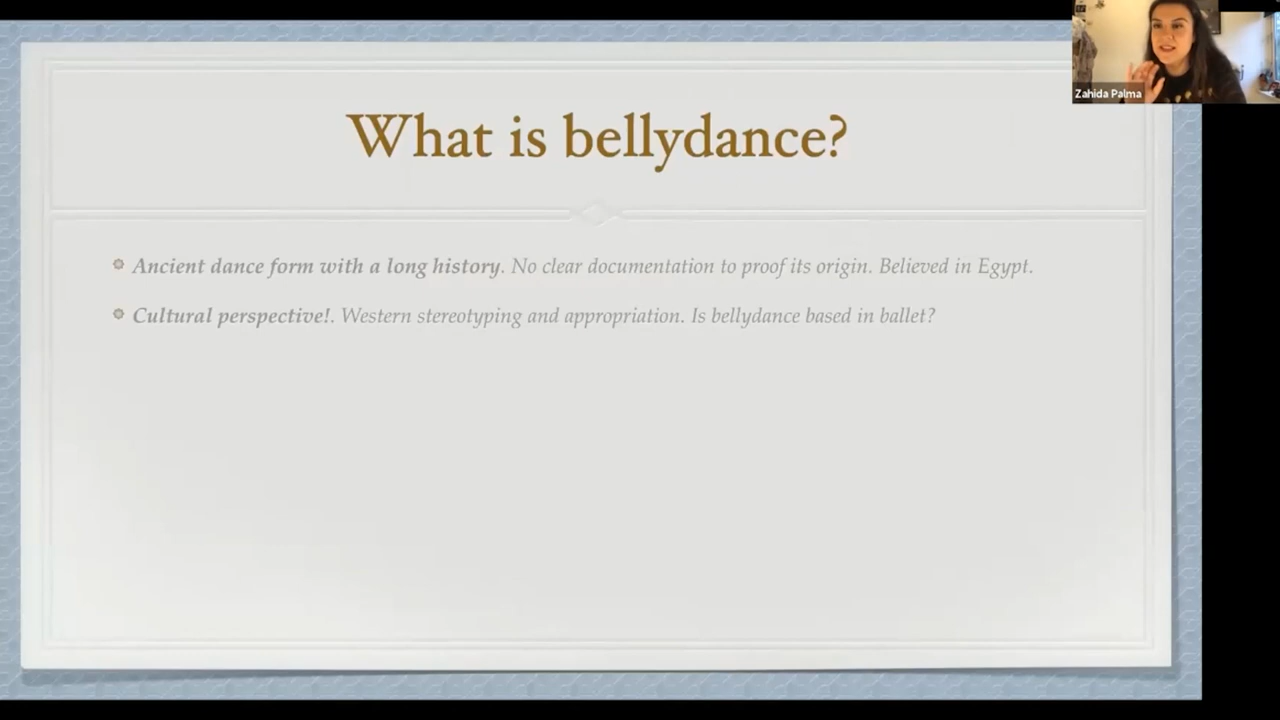 What is bellydance?
Ancient dance form with a long history. No clear documentation to proof its origin. Believed in Egypt.
Cultural perspective!. Western stereotyping and appropriation. Is bellydance based in ballet?
Zahida Palma